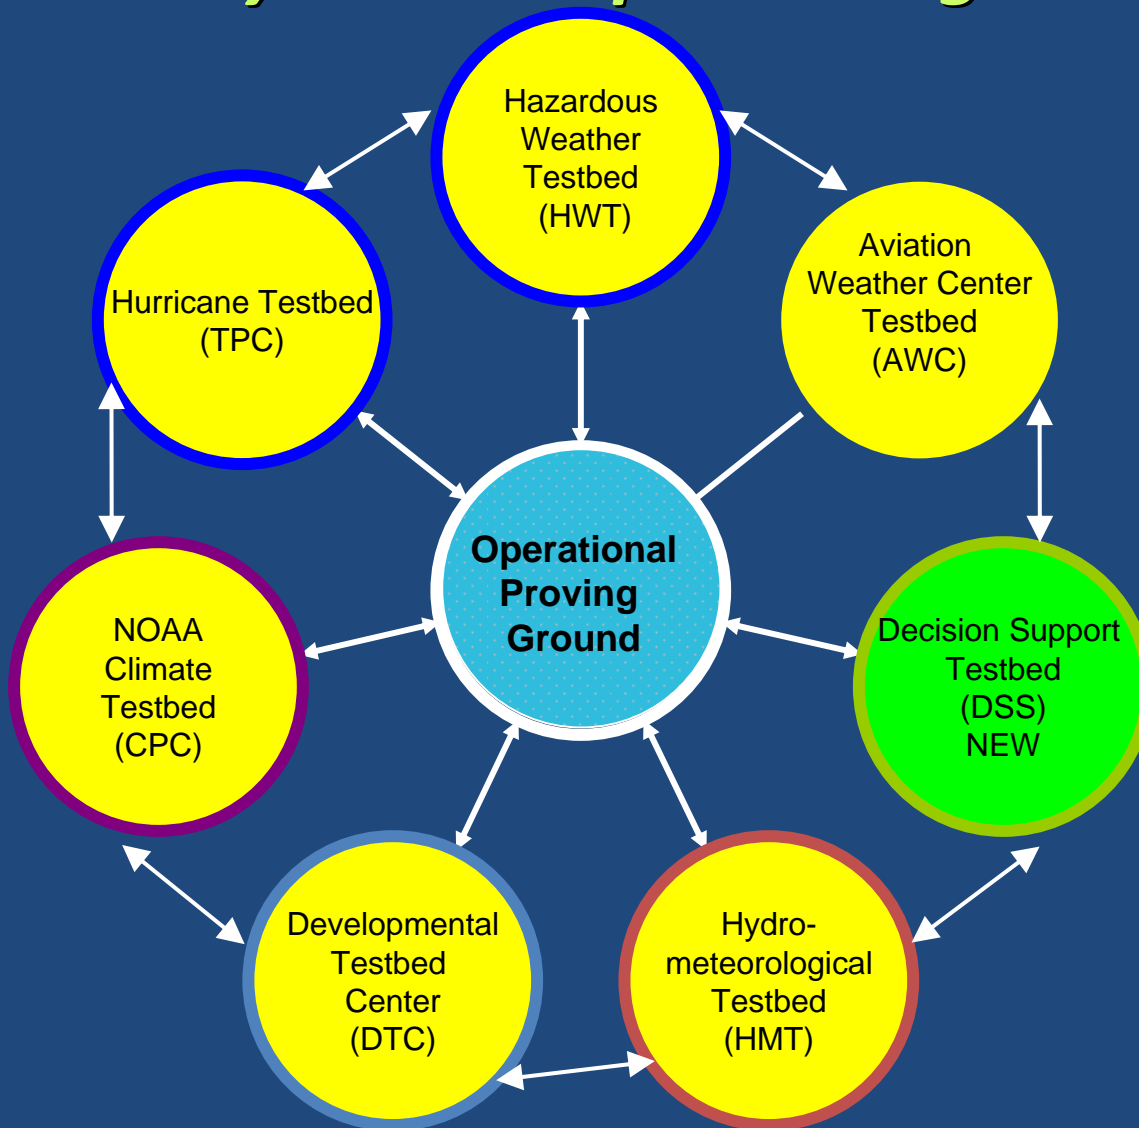 Hazardous
Weather
Testbed
(HWT)
Aviation
Weather Center
Testbed
(AWC)
Hurricane Testbed
(TPC)
Operational
Proving
Ground
NOAA
Climate
Testbed
(CPC)
Decision Support
Testbed
(DSS)
NEW
Developmental
Testbed
Center
(DTC)
Hydro-
meteorological
Testbed
(HMT)